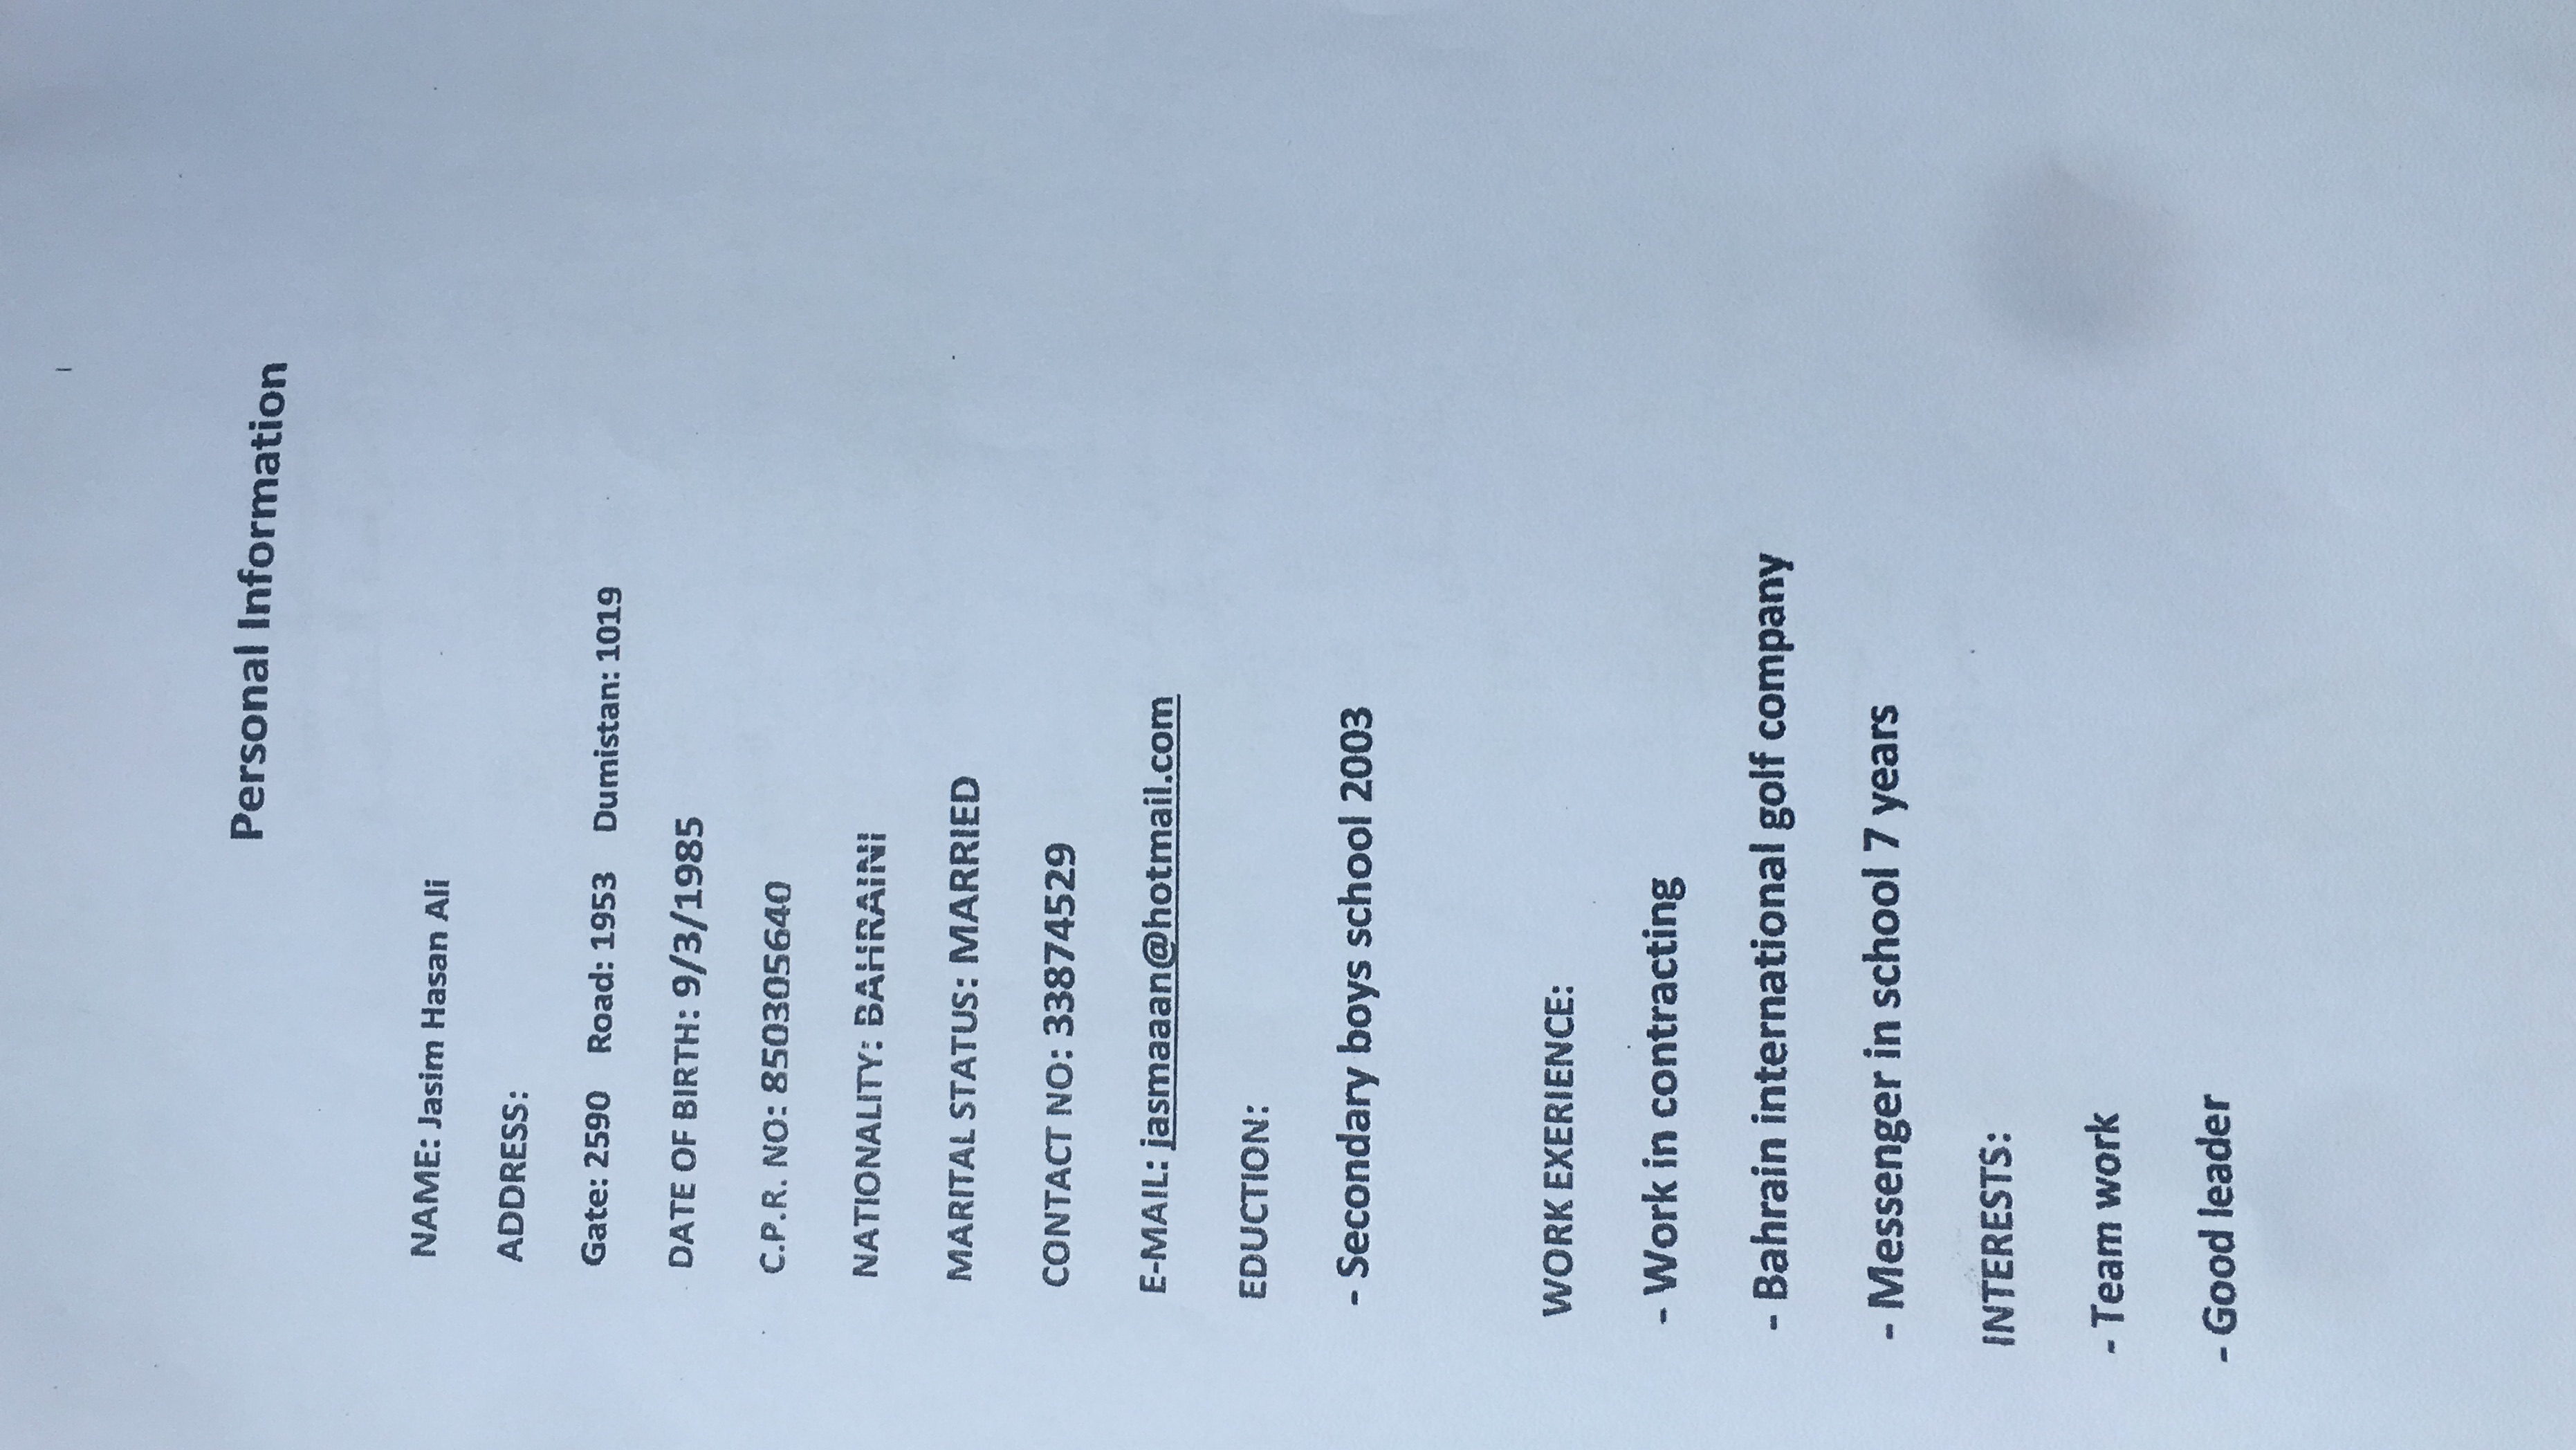 Personal Information
NAME: Jasim Hasan Ali
ADDRESS:
Gate: 2590 Road: 1953 Dumistan: 1019
DATE OF BIRTH: 9/3/1985
C.P.R. NO: 850305640
NATIONALITY: BAHRAINI
MARITAL STATUS: MARRIED
CONTACT NO: 33874529
E-MAIL: jasmaaan@hotmail.com
EDUCTION:
- Secondary boys school 2003
WORK EXERIENCE:
- Work in contracting
- Bahrain international golf company
- Messenger in school 7 years
INTERESTS:
- Team work
- Good leader